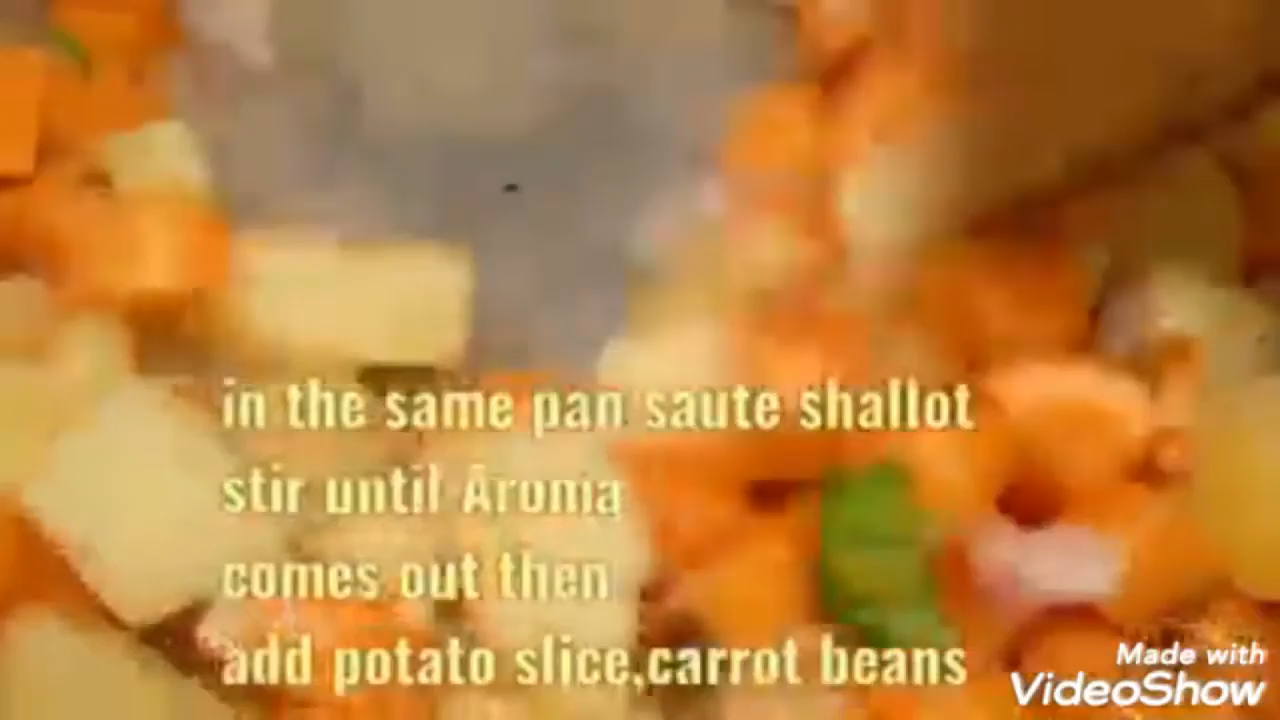 in the same pan saute shallot
stir until Aroma
comes out then
add potato slice,carrot beans
Made with
VideoShow